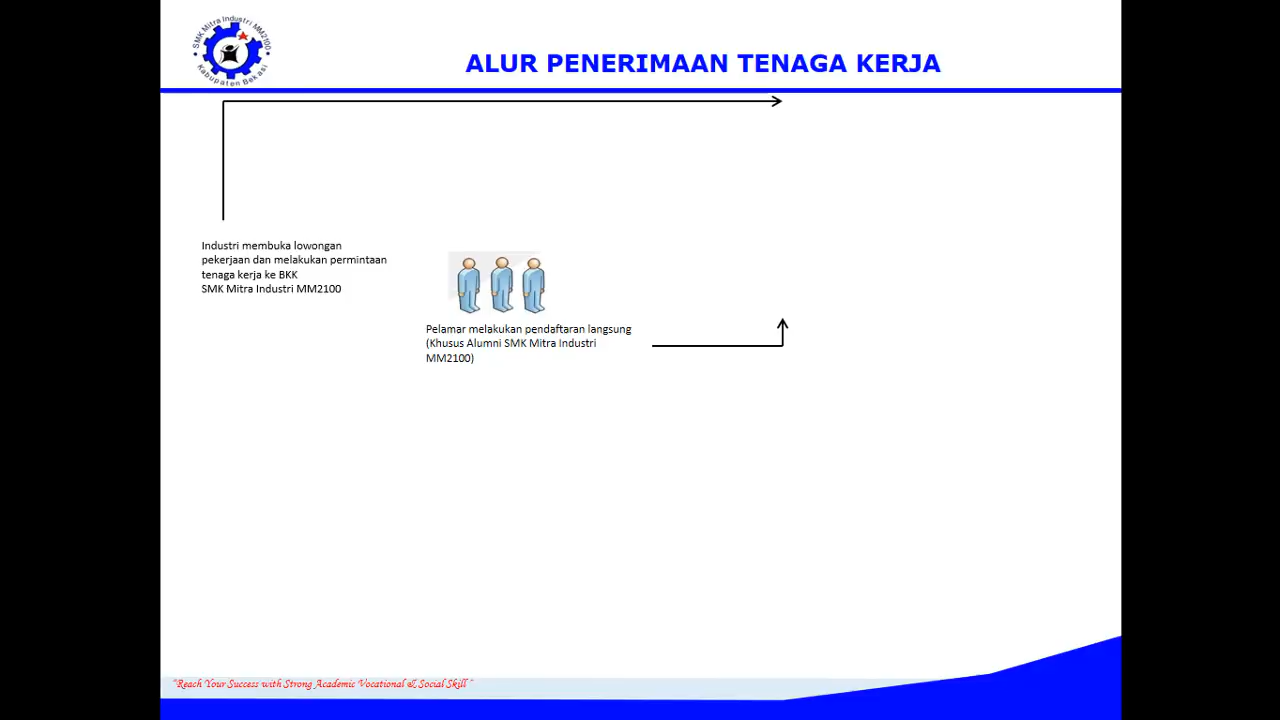 SMK Mitra Industri MM2100
Kabupaten Bekasi
ALUR PENERIMAAN TENAGA KERJA
Industri membuka lowongan
pekerjaan dan melakukan permintaan
tenaga kerja ke BKK
SMK Mitra Industri MM2100
Pelamar melakukan pendaftaran langsung
(Khusus Alumni SMK Mitra Industri
MM2100)
"Reach Your Success with Strong Academic Vocational & Social Skill "